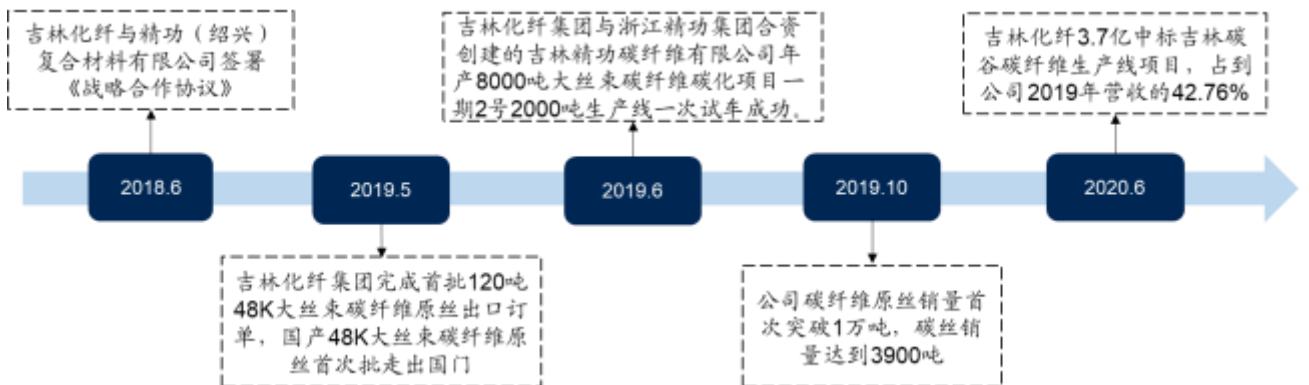 吉林化纤与精功（绍兴）
复合材料有限公司签署
《战略合作协议》
吉林化纤集团与浙江精功集团合资
创建的吉林精功碳纤维有限公司年
产8000吨大丝束碳纤维碳化项目一
期2号2000吨生产线一次试车成功。
吉林化纤3.7亿中标吉林碳
谷碳纤维生产线项目，占到
公司2019年营收的42.76%
2018.6
2019.5
2019.6
2019.10
2020.6
吉林化纤集团完成首批120吨
48K大丝束碳纤维原丝出口订
单，国产48K大丝束碳纤维原
丝首次批走出国门
公司碳纤维原丝销量首
次突破1万吨，碳丝销
量达到3900吨